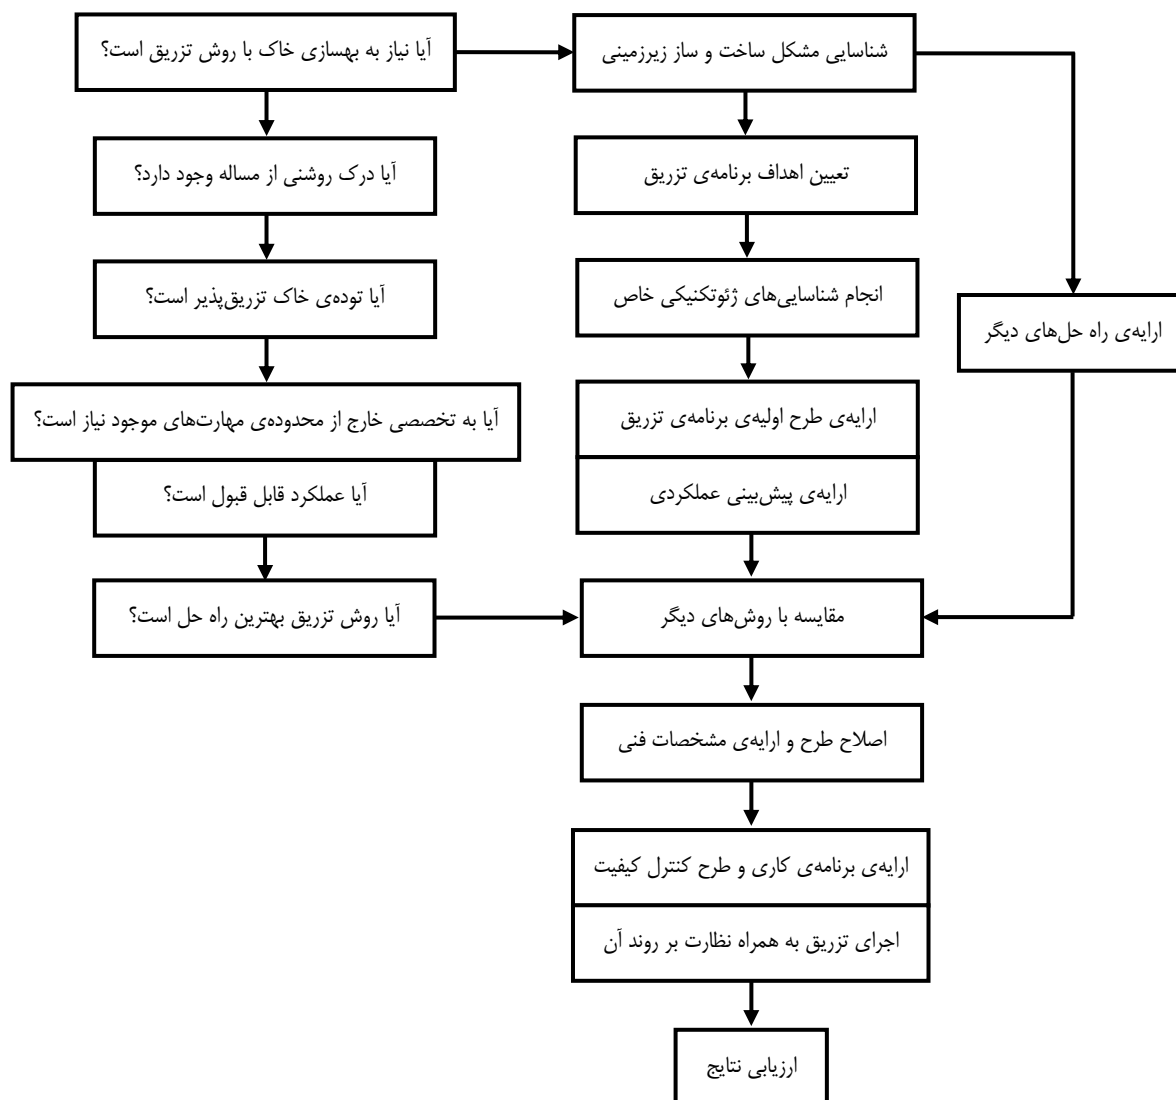 آیا نیاز به بهسازی خاک با روش تزریق است؟
شناسایی مشکل ساخت و ساز زیرزمینی
آیا درک روشنی از مساله وجود دارد؟
تعیین اهداف برنامه‌ی تزریق
آیا توده‌ی خاک تزریق‌پذیر است؟
انجام شناسایی‌های ژئوتکنیکی خاص
ارایه‌ی راه حل‌های دیگر
آیا به تخصصی خارج از محدوده‌ی مهارت‌های موجود نیاز است؟
ارایه‌ی طرح اولیه‌ی برنامه‌ی تزریق
آیا عملکرد قابل قبول است؟
ارایه‌ی پیش‌بینی عملکردی
آیا روش تزریق بهترین راه حل است؟
مقایسه با روش‌های دیگر
اصلاح طرح و ارایه‌ی مشخصات فنی
ارایه‌ی برنامه‌ی کاری و طرح کنترل کیفیت
اجرای تزریق به همراه نظارت بر روند آن
ارزیابی نتایج